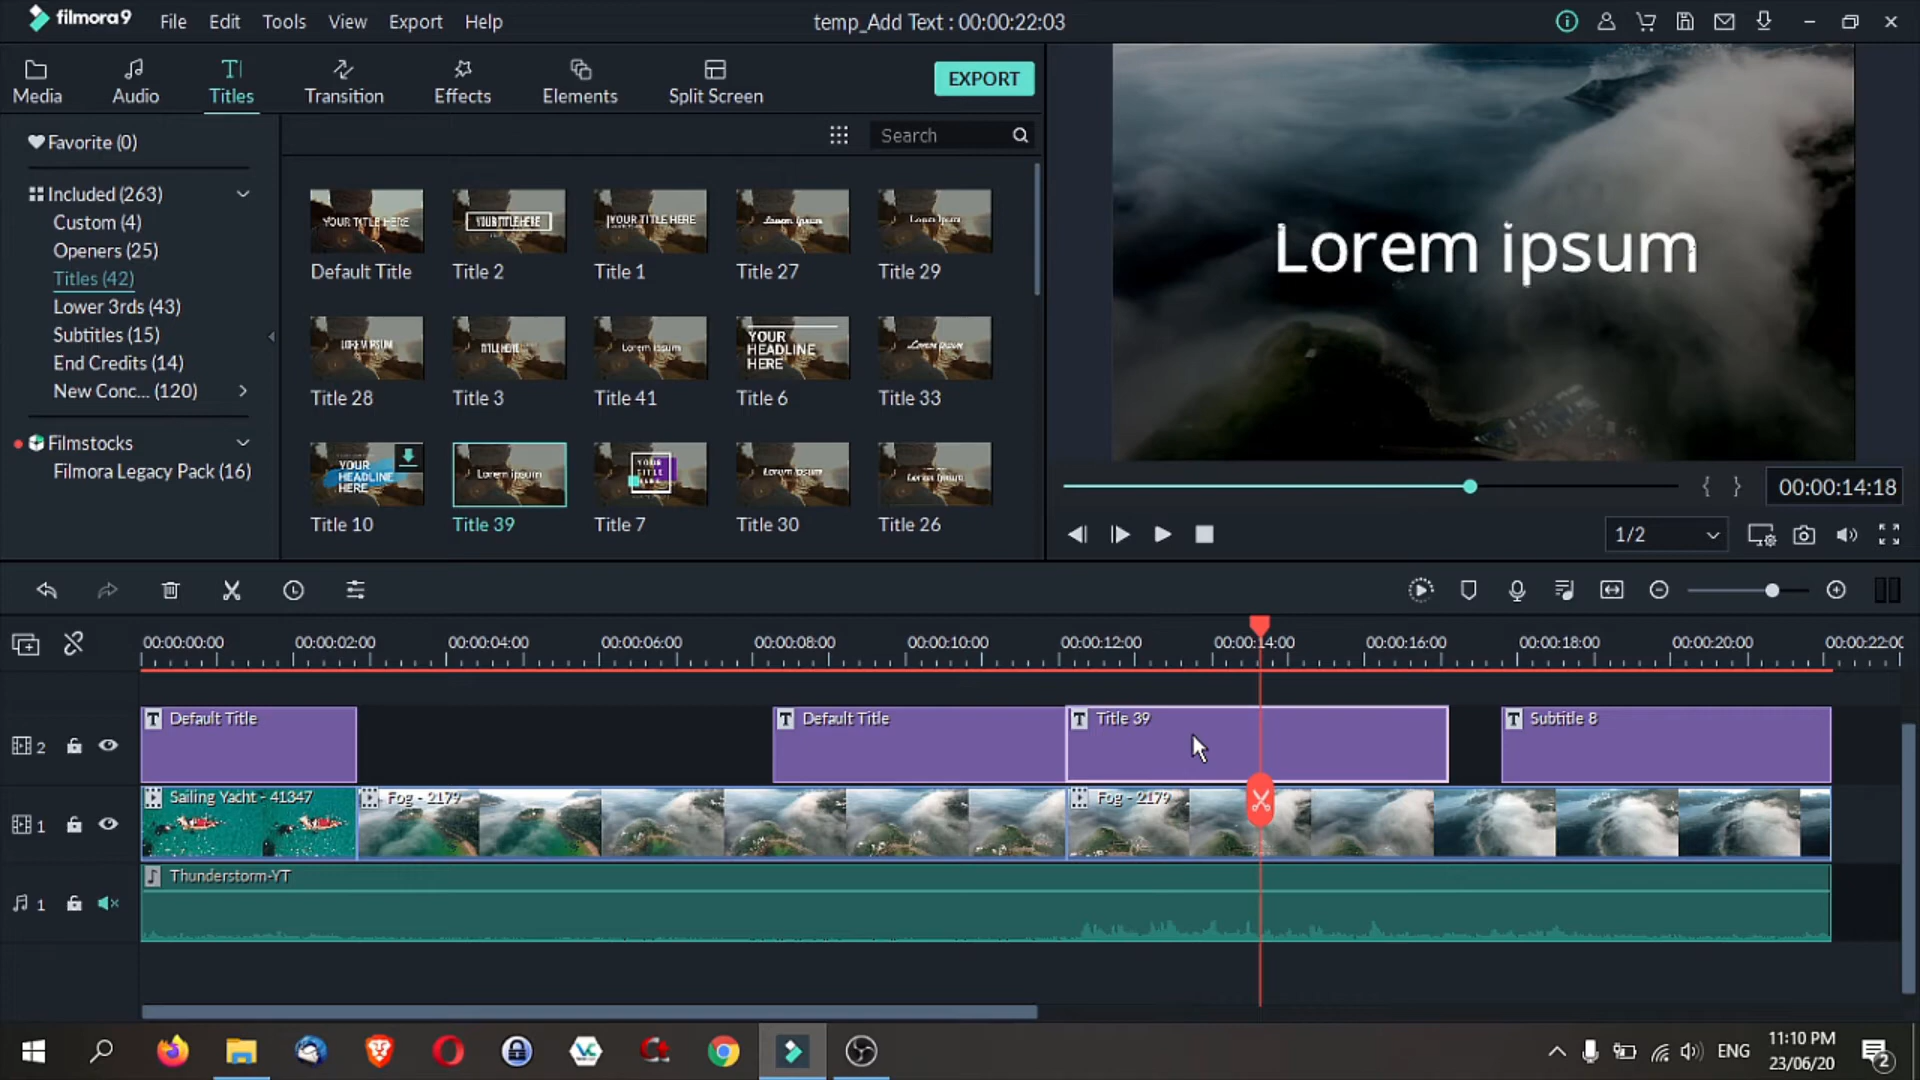 filmora9 File Edit Tools View Export Help temp_Add Text : 00:00:22:03
Media Audio Titles Transition Effects Elements Split Screen EXPORT
Favorite (0)
Search
Included (263)
Custom (4)
Openers (25)
Titles (42)
Lower 3rds (43)
Subtitles (15)
End Credits (14)
New Conc... (120)
Filmstocks
Filmora Legacy Pack (16)
YOUR TITLE HERE YOUR TITLE HERE YOUR TITLE HERE Lorem Ipsum Lorem Ipsum
Default Title Title 2 Title 1 Title 27 Title 29
LOREM IPSUM TITLE HERE Lorem ipsum YOUR HEADLINE HERE Lorem Ipsum
Title 28 Title 3 Title 41 Title 6 Title 33
YOUR HEADLINE HERE Lorem ipsum YOUR TITLE HERE Lorem ipsum Lorem Ipsum
Title 10 Title 39 Title 7 Title 30 Title 26
Lorem ipsum
{ } 00:00:14:18
1/2
00:00:00:00 00:00:02:00 00:00:04:00 00:00:06:00 00:00:08:00 00:00:10:00 00:00:12:00 00:00:14:00 00:00:16:00 00:00:18:00 00:00:20:00 00:00:22:00
T Default Title T Default Title T Title 39 T Subtitle 8
2
Sailing Yacht - 41347 Fog - 2179 Fog - 2179
1
Thunderstorm-YT
1
ENG
11:10 PM
23/06/20
2